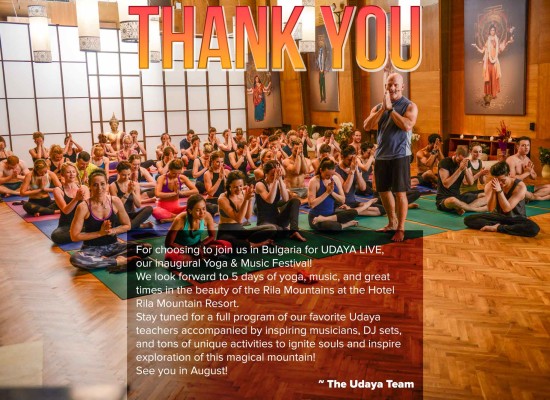 THANK YOU
For choosing to join us in Bulgaria for UDAYA LIVE,
our inaugural Yoga & Music Festival!
We look forward to 5 days of yoga, music, and great
times in the beauty of the Rila Mountains at the Hotel
Rila Mountain Resort.
Stay tuned for a full program of our favorite Udaya
teachers accompanied by inspiring musicians, DJ sets,
and tons of unique activities to ignite souls and inspire
exploration of this magical mountain!
See you in August!
~ The Udaya Team